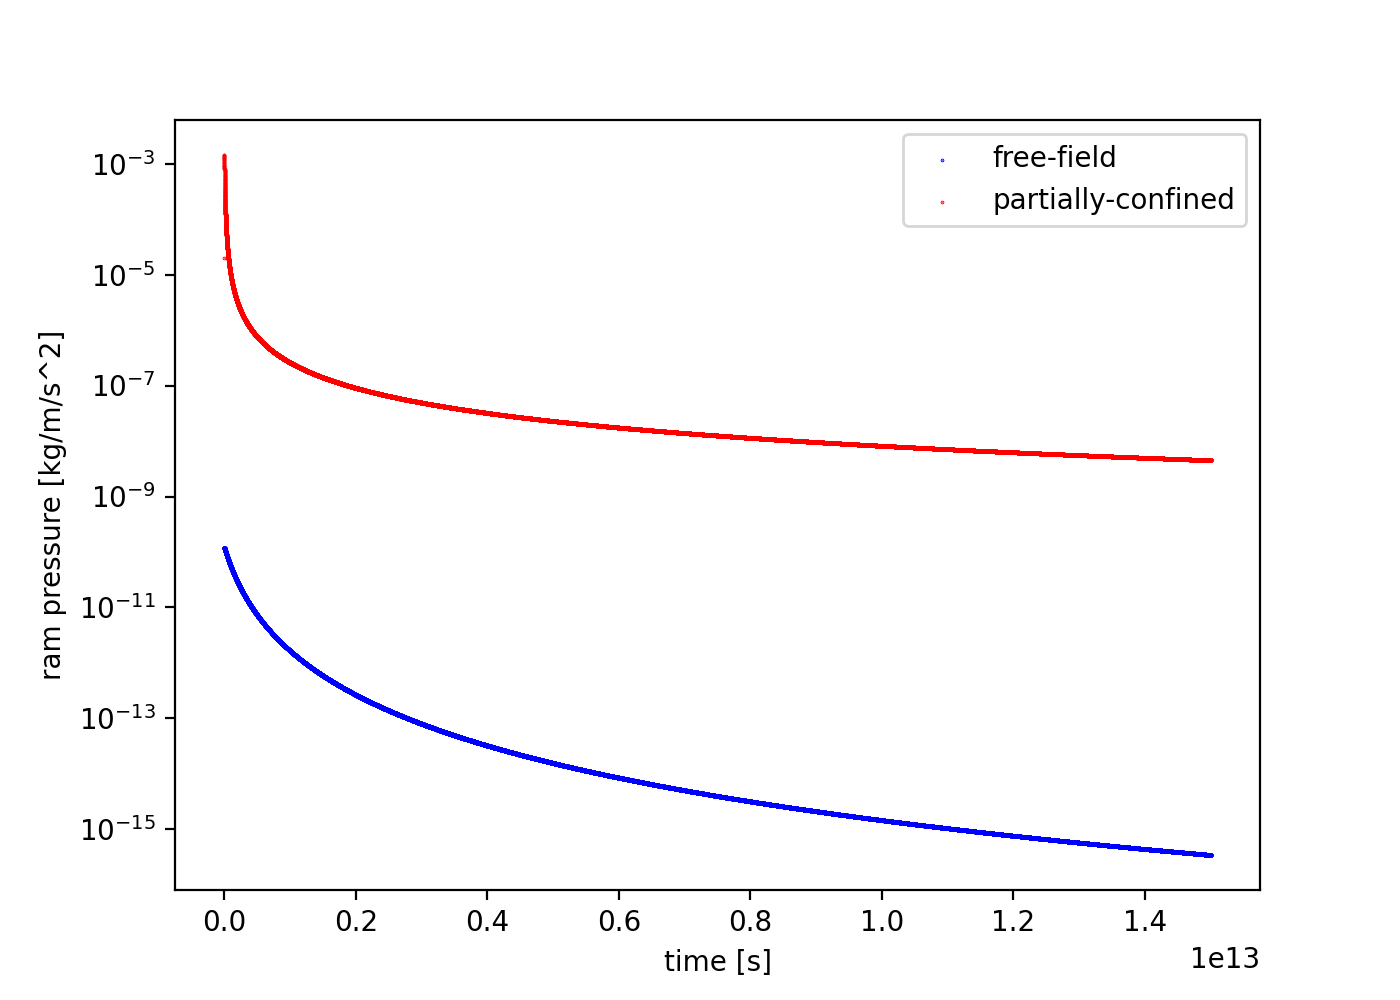 free-field
partially-confined
10⁻³
10⁻⁵
10⁻⁷
10⁻⁹
10⁻¹¹
10⁻¹³
10⁻¹⁵
ram pressure [kg/m/s^2]
0.0 0.2 0.4 0.6 0.8 1.0 1.2 1.4
1e13
time [s]